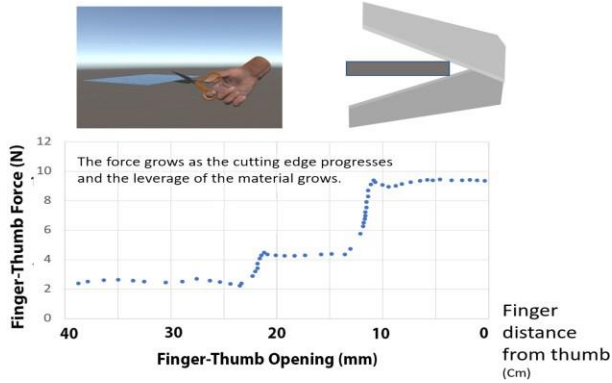 12
10
8
6
4
2
0
Finger-Thumb Force (N)
The force grows as the cutting edge progresses
and the leverage of the material grows.
40
30
20
10
0
Finger-Thumb Opening (mm)
Finger
distance
from thumb
(Cm)